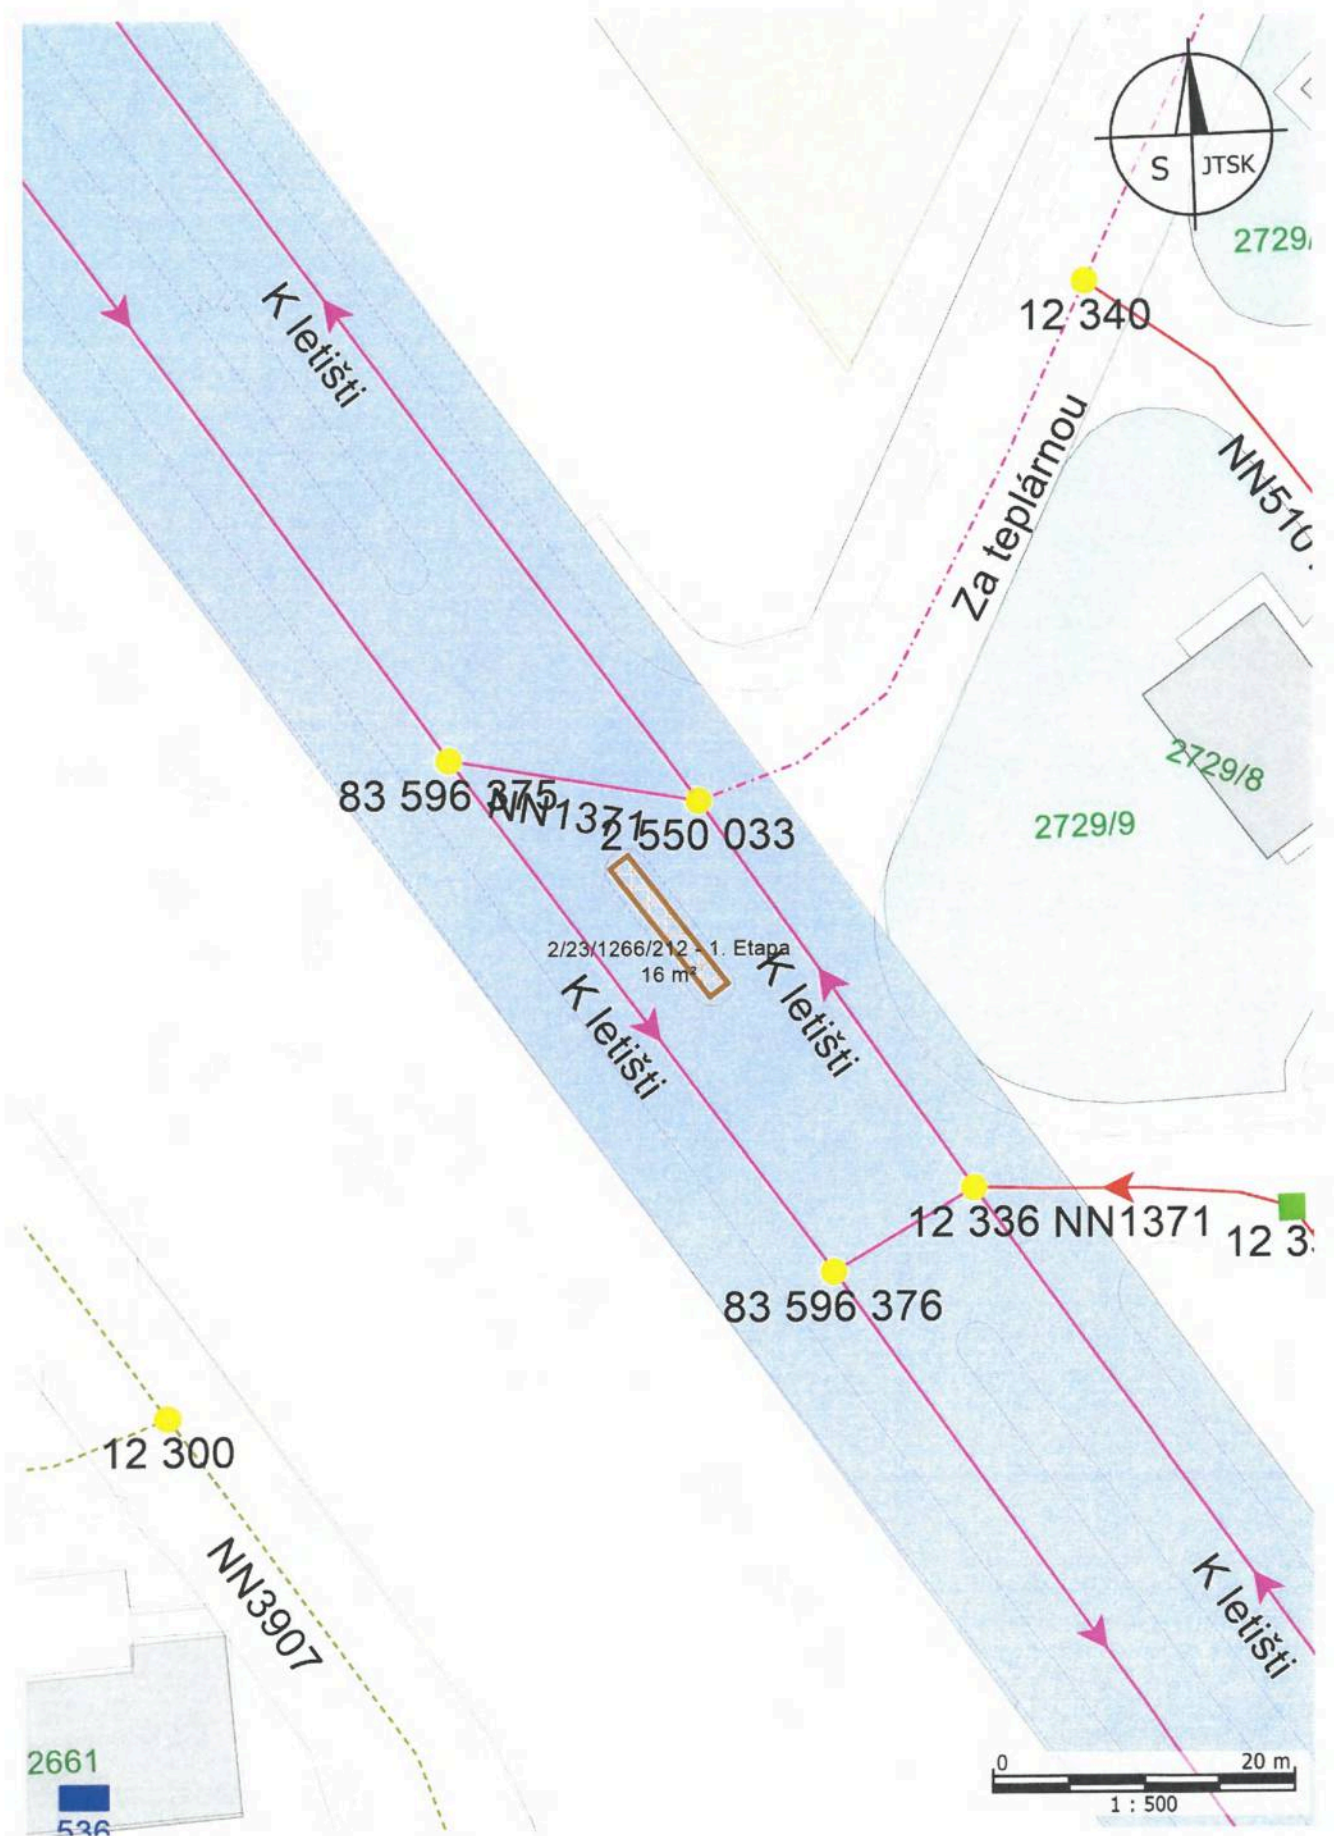 S JTSK
2729/
K letišti
12 340
Za teplárnou
NN510
2729/8
83 596 375
NN1371
2 550 033
2729/9
2/23/1266/212 - 1. Etapa
16 m²
K letišti
K letišti
12 336 NN1371
12 3
83 596 376
12 300
NN3907
K letišti
2661
536
0 20 m
1 : 500